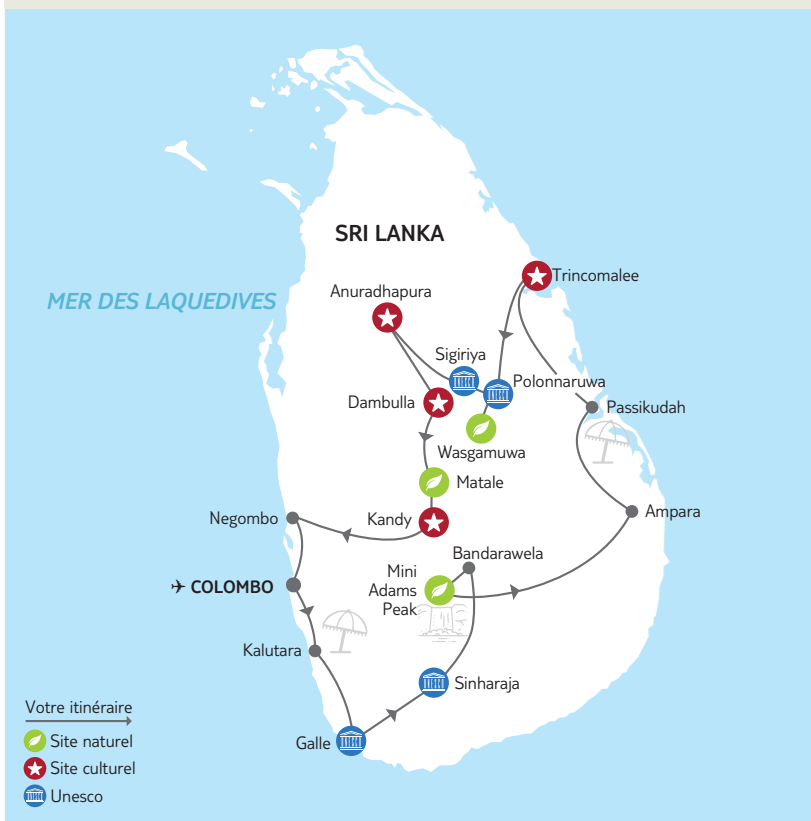 SRI LANKA
Trincomalee
Anuradhapura
MER DES LAQUEDIVES
Sigiriya
Polonnaruwa
Dambulla
Passikudah
Wasgamuwa
Matale
Negombo
Kandy
Ampara
Bandarawela
Mini
Adams
Peak
COLOMBO
Kalutara
Sinharaja
Galle
Votre itinéraire
Site naturel
Site culturel
Unesco